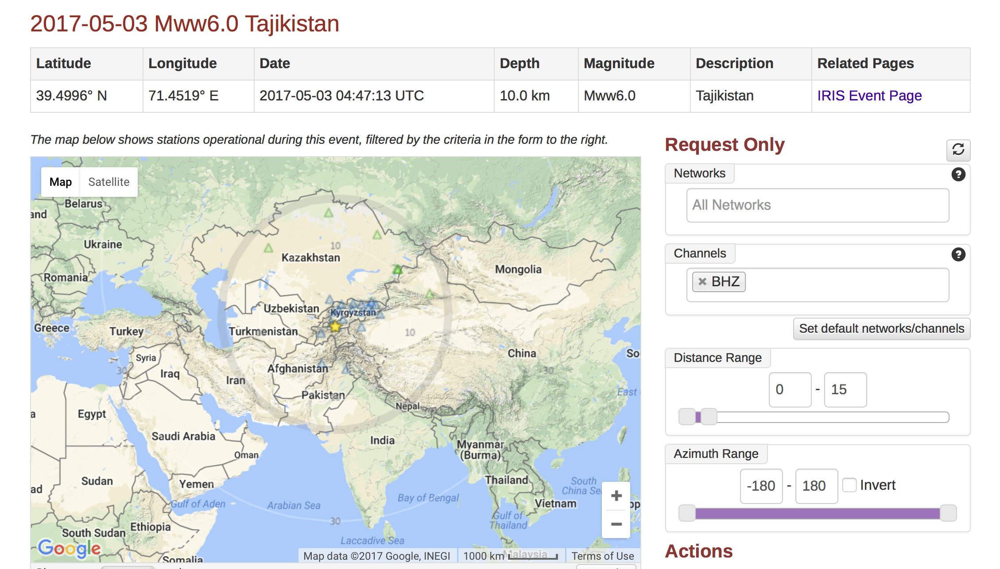 2017-05-03 Mww6.0 Tajikistan
Latitude Longitude Date Depth Magnitude Description Related Pages
39.4996° N 71.4519° E 2017-05-03 04:47:13 UTC 10.0 km Mww6.0 Tajikistan IRIS Event Page
The map below shows stations operational during this event, filtered by the criteria in the form to the right.
Map Satellite
Belarus
and
Ukraine
10
Kazakhstan
Mongolia
Romania
Uzbekistan
Kyrgyzstan
Greece
Turkey
Turkmenistan
10
Syria
China
So
30
Iraq
Afghanistan
30
Iran
Pakistan
East
Nepal
a
Egypt
Saudi Arabia
India
Myanmar
(Burma)
Oman
Sudan
Yemen
Thailand
South
China Se
ad
Gulf of Aden
Arabian Sea
Bay of Bengal
Vietnam
pp
Gulf of
Thailand
30
Ethiopia
South Sudan
Laccadive Sea
Google
Somalia
Malaysia
Map data ©2017 Google, INEGI 1000 km Terms of Use
Request Only
Networks
All Networks
Channels
BHZ
Set default networks/channels
Distance Range
0 - 15
Azimuth Range
-180 - 180 Invert
Actions